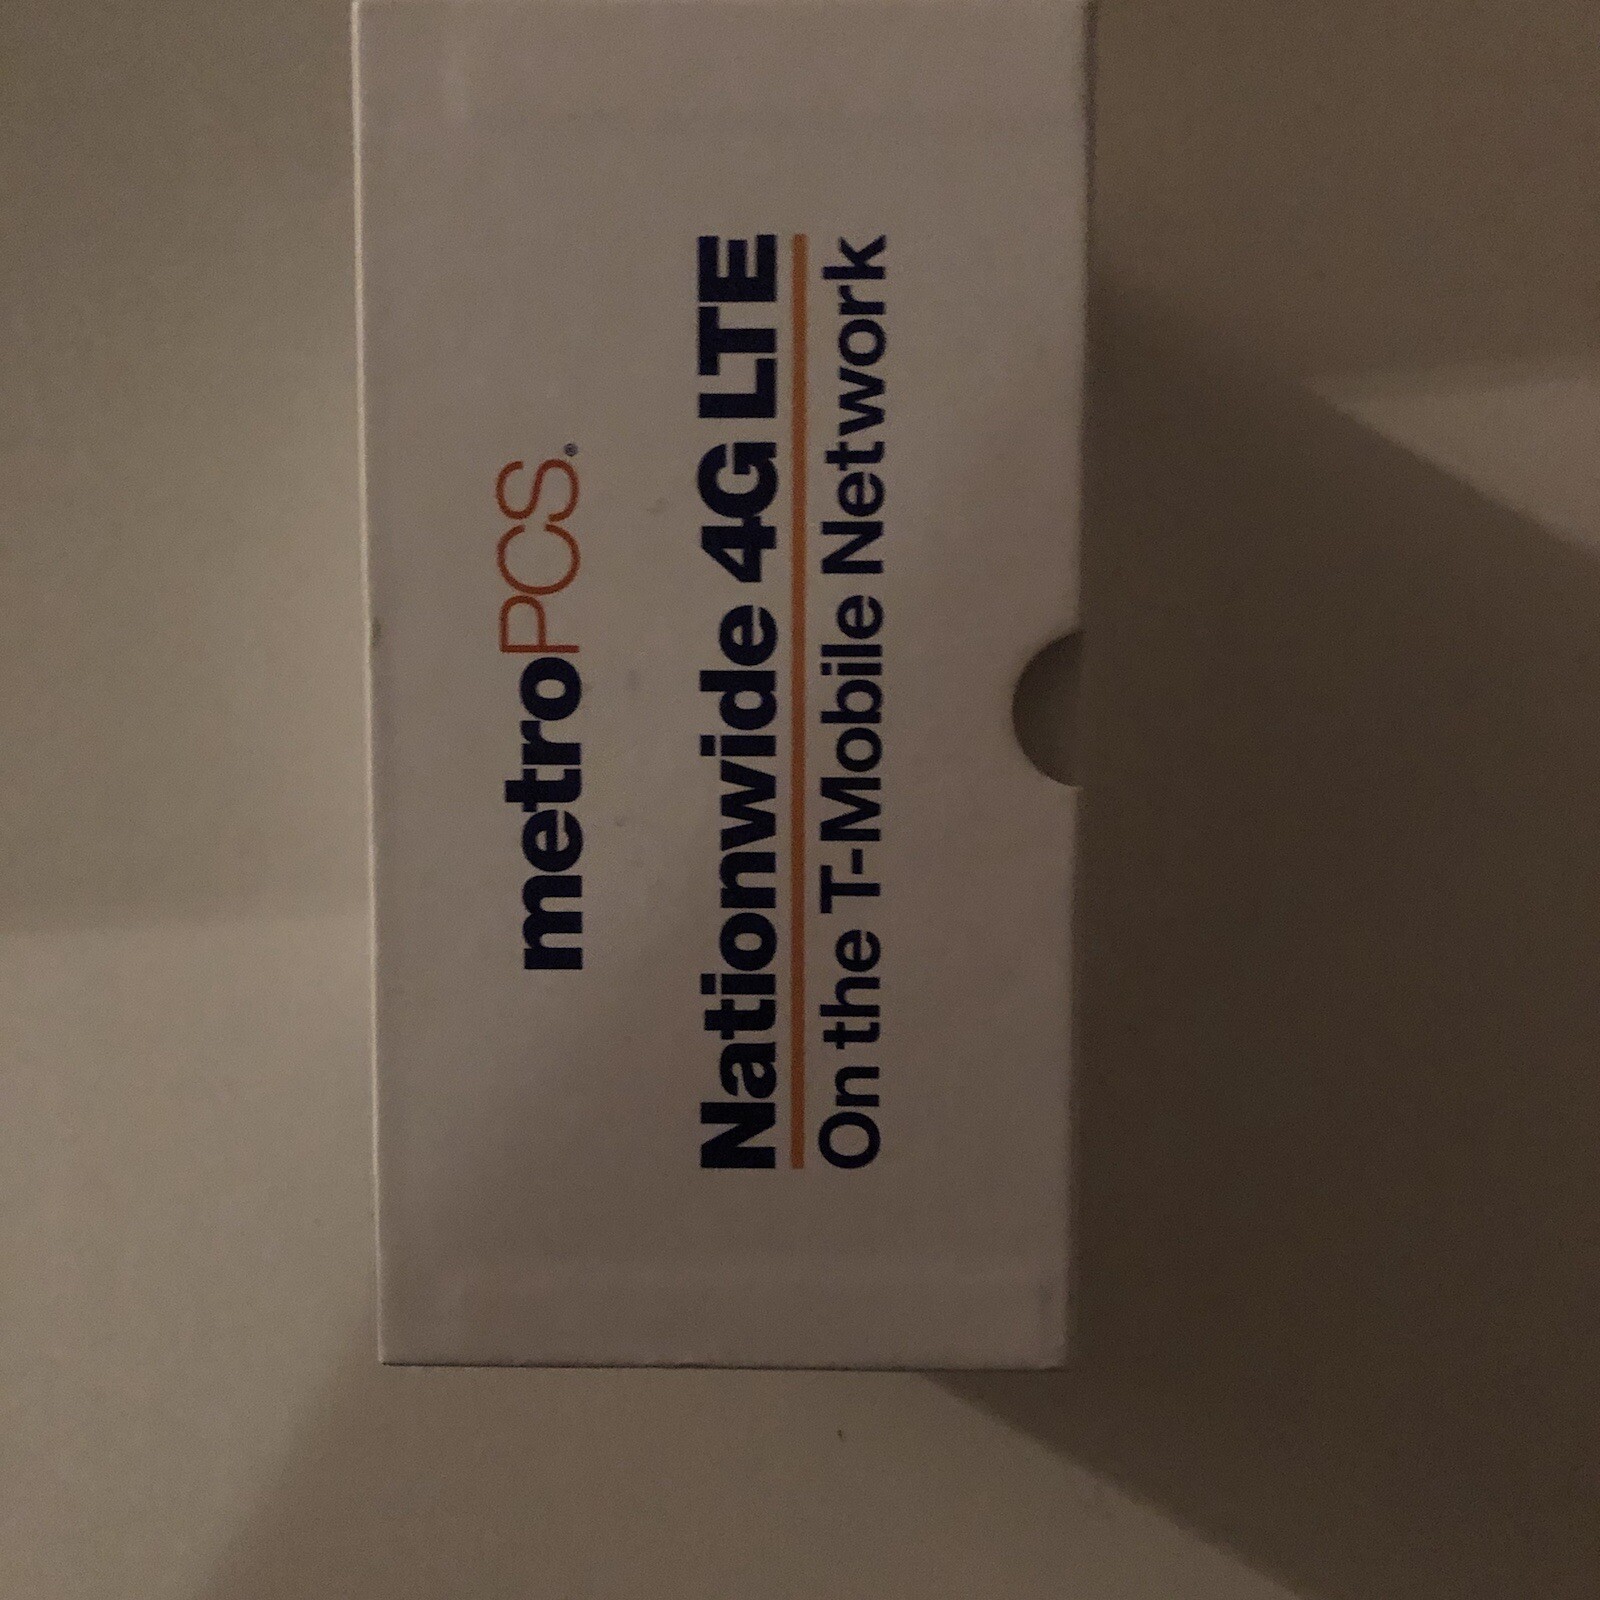 metroPCS®
Nationwide 4G LTE
On the T-Mobile Network